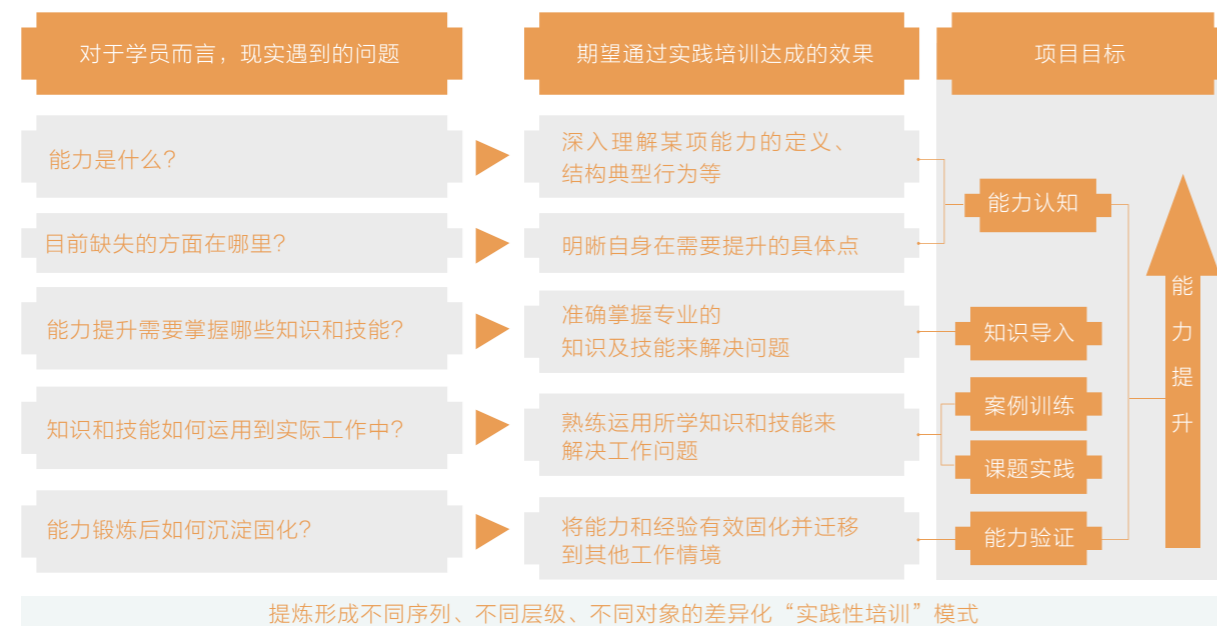 对于学员而言，现实遇到的问题
期望通过实践培训达成的效果
项目目标
能力是什么？
深入理解某项能力的定义、
结构典型行为等
能力认知
目前缺失的方面在哪里？
明晰自身在需要提升的具体点
能力提升需要掌握哪些知识和技能？
准确掌握专业的
知识及技能来解决问题
知识导入
知识和技能如何运用到实际工作中？
熟练运用所学知识和技能来
解决工作问题
案例训练
课题实践
能力锻炼后如何沉淀固化？
将能力和经验有效固化并迁移
到其他工作情境
能力验证
能力提升
提炼形成不同序列、不同层级、不同对象的差异化“实践性培训”模式